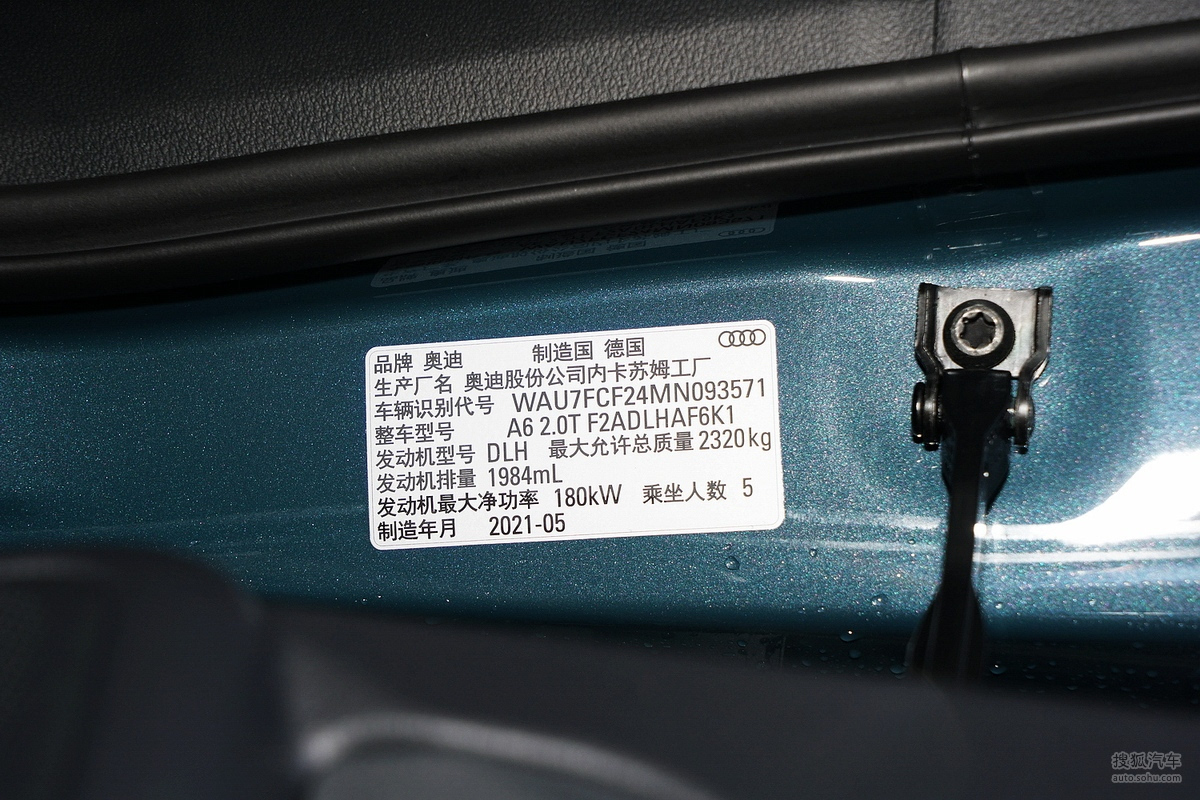 品牌 奥迪 制造国 德国
生产厂名 奥迪股份公司内卡苏姆工厂
车辆识别代号 WAU7FCF24MN093571
整车型号 A6 2.0T F2ADLHAF6K1
发动机型号 DLH 最大允许总质量 2320kg
发动机排量 1984mL
发动机最大净功率 180kW 乘坐人数 5
制造年月 2021-05
搜狐汽车
auto.sohu.com